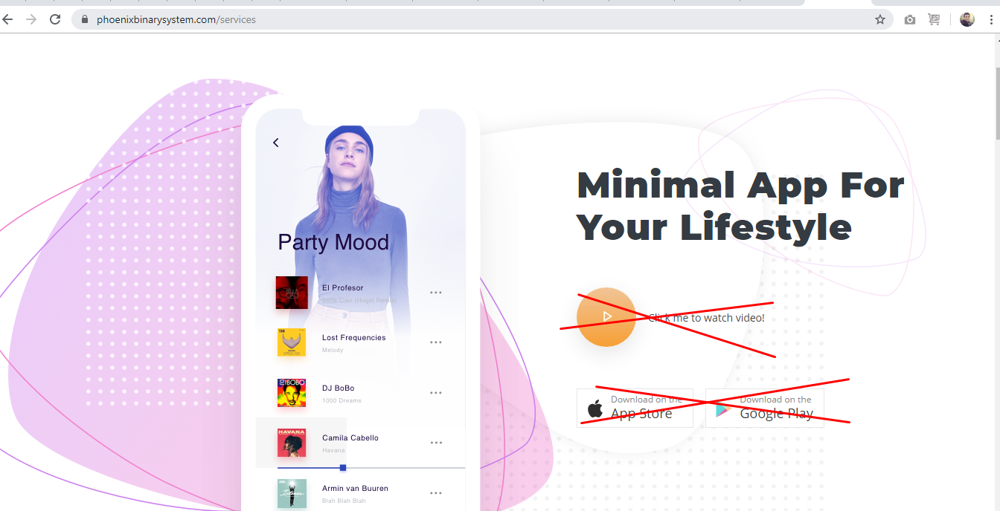 phoenixbinarysystem.com/services
Party Mood
El Profesor
Bella Ciao (Hugel Remix)
Lost Frequencies
Melody
DJ BoBo
1000 Dreams
HAVANA
Camila Cabello
Havana
Armin van Buuren
Blah Blah Blah
Minimal App For
Your Lifestyle
Click me to watch video!
Download on the
App Store
Download on the
Google Play